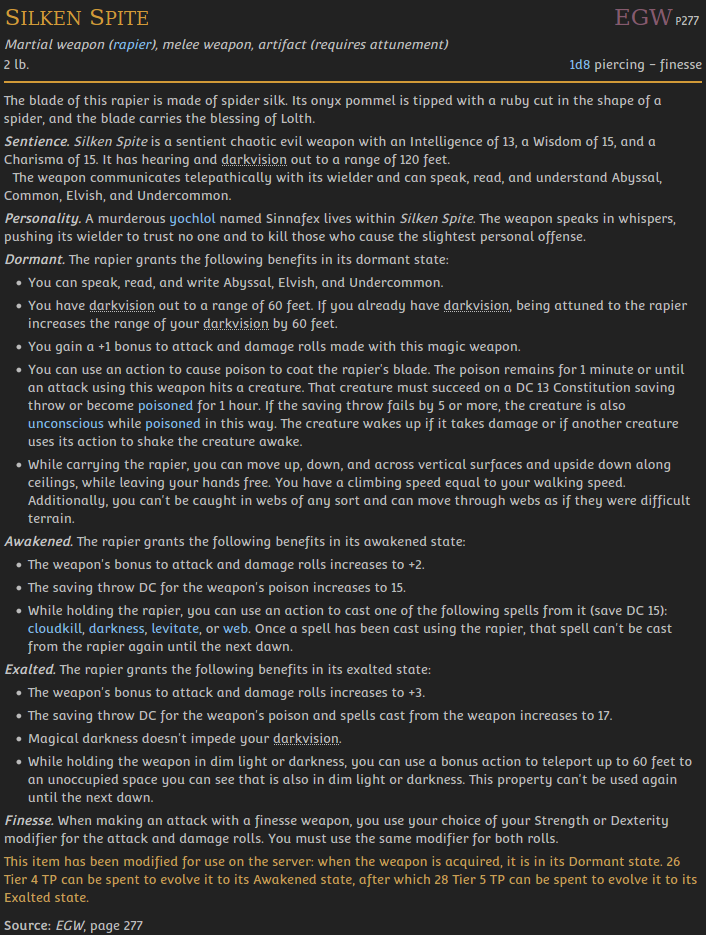 SILKEN SPITE EGW P277
Martial weapon (rapier), melee weapon, artifact (requires attunement)
2 lb. 1d8 piercing - finesse
The blade of this rapier is made of spider silk. Its onyx pommel is tipped with a ruby cut in the shape of a
spider, and the blade carries the blessing of Lolth.
Sentience. Silken Spite is a sentient chaotic evil weapon with an Intelligence of 13, a Wisdom of 15, and a
Charisma of 15. It has hearing and darkvision out to a range of 120 feet.
The weapon communicates telepathically with its wielder and can speak, read, and understand Abyssal,
Common, Elvish, and Undercommon.
Personality. A murderous yochlol named Sinnafex lives within Silken Spite. The weapon speaks in whispers,
pushing its wielder to trust no one and to kill those who cause the slightest personal offense.
Dormant. The rapier grants the following benefits in its dormant state:
• You can speak, read, and write Abyssal, Elvish, and Undercommon.
• You have darkvision out to a range of 60 feet. If you already have darkvision, being attuned to the rapier
increases the range of your darkvision by 60 feet.
• You gain a +1 bonus to attack and damage rolls made with this magic weapon.
• You can use an action to cause poison to coat the rapier's blade. The poison remains for 1 minute or until
an attack using this weapon hits a creature. That creature must succeed on a DC 13 Constitution saving
throw or become poisoned for 1 hour. If the saving throw fails by 5 or more, the creature is also
unconscious while poisoned in this way. The creature wakes up if it takes damage or if another creature
uses its action to shake the creature awake.
• While carrying the rapier, you can move up, down, and across vertical surfaces and upside down along
ceilings, while leaving your hands free. You have a climbing speed equal to your walking speed.
Additionally, you can't be caught in webs of any sort and can move through webs as if they were difficult
terrain.
Awakened. The rapier grants the following benefits in its awakened state:
• The weapon's bonus to attack and damage rolls increases to +2.
• The saving throw DC for the weapon's poison increases to 15.
• While holding the rapier, you can use an action to cast one of the following spells from it (save DC 15):
cloudkill, darkness, levitate, or web. Once a spell has been cast using the rapier, that spell can't be cast
from the rapier again until the next dawn.
Exalted. The rapier grants the following benefits in its exalted state:
• The weapon's bonus to attack and damage rolls increases to +3.
• The saving throw DC for the weapon's poison and spells cast from the weapon increases to 17.
• Magical darkness doesn't impede your darkvision.
• While holding the weapon in dim light or darkness, you can use a bonus action to teleport up to 60 feet to
an unoccupied space you can see that is also in dim light or darkness. This property can't be used again
until the next dawn.
Finesse. When making an attack with a finesse weapon, you use your choice of your Strength or Dexterity
modifier for the attack and damage rolls. You must use the same modifier for both rolls.
This item has been modified for use on the server: when the weapon is acquired, it is in its Dormant state. 26
Tier 4 TP can be spent to evolve it to its Awakened state, after which 28 Tier 5 TP can be spent to evolve it to its
Exalted state.
Source: EGW, page 277